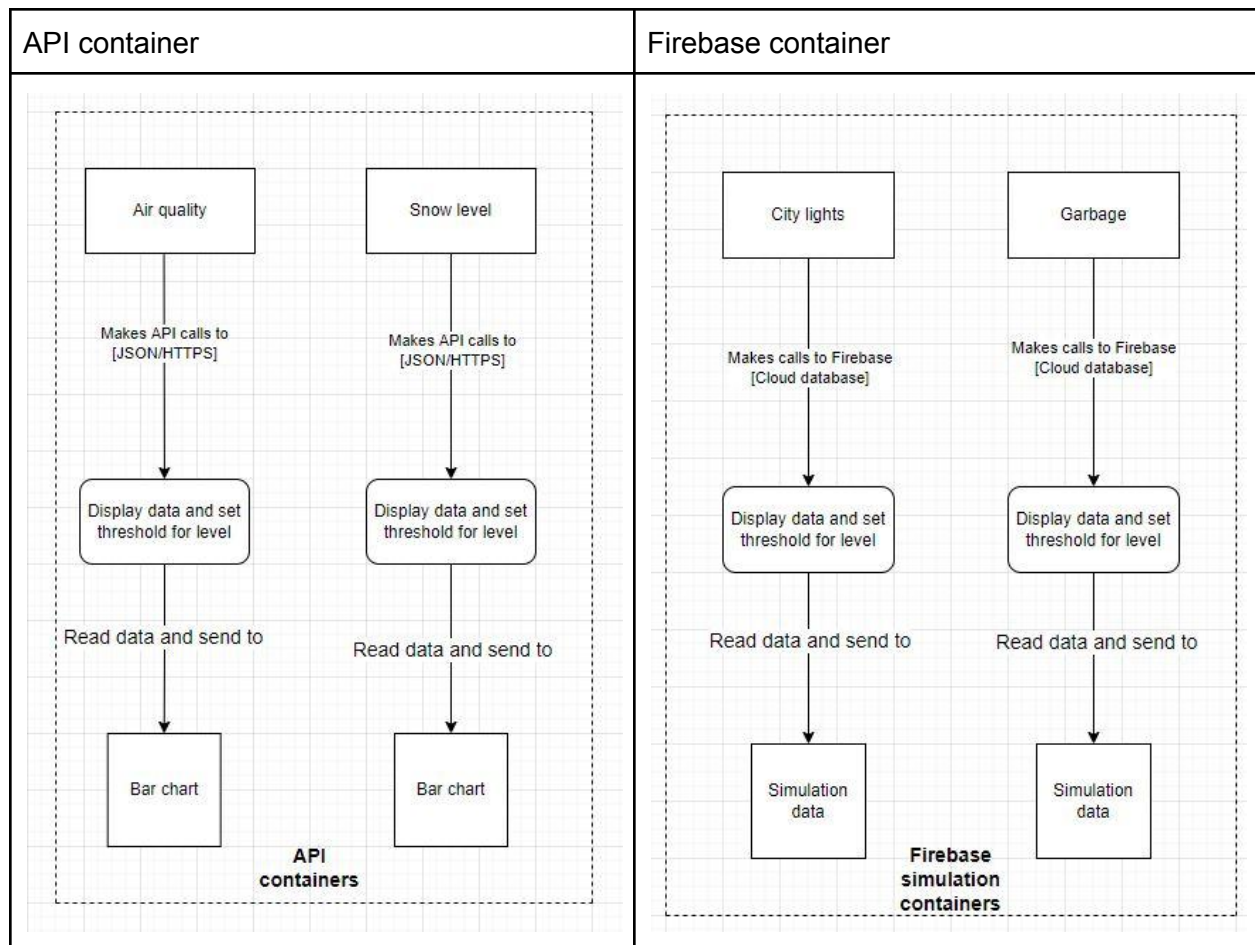 API container
Firebase container
Air quality
Snow level
Makes API calls to
[JSON/HTTPS]
Makes API calls to
[JSON/HTTPS]
Display data and set
threshold for level
Display data and set
threshold for level
Read data and send to
Read data and send to
Bar chart
Bar chart
API
containers
City lights
Garbage
Makes calls to Firebase
[Cloud database]
Makes calls to Firebase
[Cloud database]
Display data and set
threshold for level
Display data and set
threshold for level
Read data and send to
Read data and send to
Simulation
data
Simulation
data
Firebase
simulation
containers